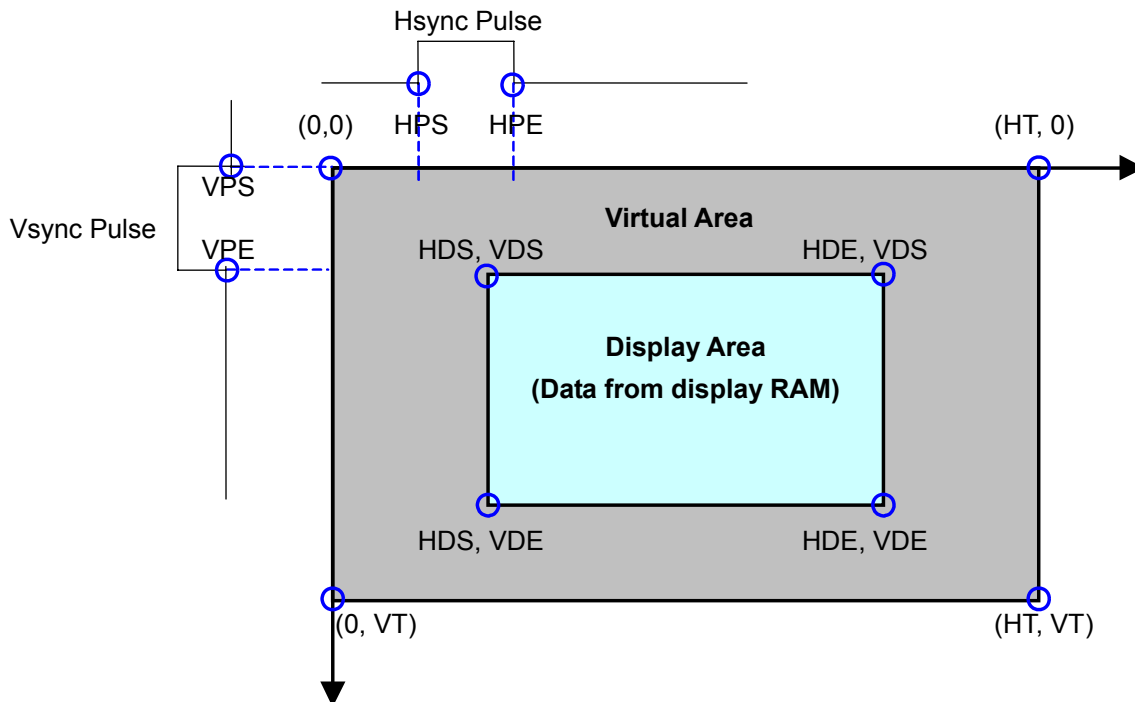 Hsync Pulse
(0,0) HPS HPE (HT, 0)
VPS
Vsync Pulse
VPE
Virtual Area
HDS, VDS HDE, VDS
Display Area
(Data from display RAM)
HDS, VDE HDE, VDE
(0, VT) (HT, VT)